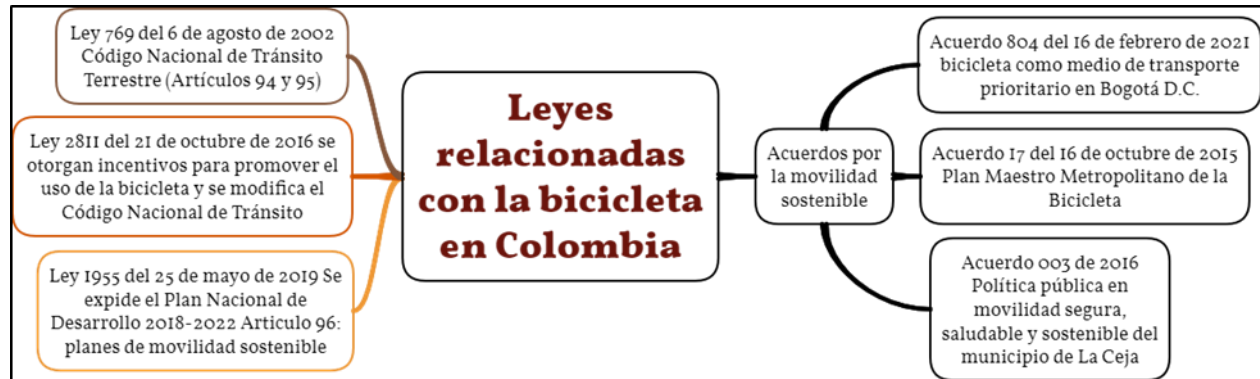 Ley 769 del 6 de agosto de 2002
Código Nacional de Tránsito
Terrestre (Artículos 94 y 95)
Ley 2811 del 21 de octubre de 2016 se
otorgan incentivos para promover el
uso de la bicicleta y se modifica el
Código Nacional de Tránsito
Ley 1955 del 25 de mayo de 2019 Se
expide el Plan Nacional de
Desarrollo 2018-2022 Articulo 96:
planes de movilidad sostenible
Leyes
relacionadas
con la bicicleta
en Colombia
Acuerdos por
la movilidad
sostenible
Acuerdo 804 del 16 de febrero de 2021
bicicleta como medio de transporte
prioritario en Bogotá D.C.
Acuerdo 17 del 16 de octubre de 2015
Plan Maestro Metropolitano de la
Bicicleta
Acuerdo 003 de 2016
Política pública en
movilidad segura,
saludable y sostenible del
municipio de La Ceja